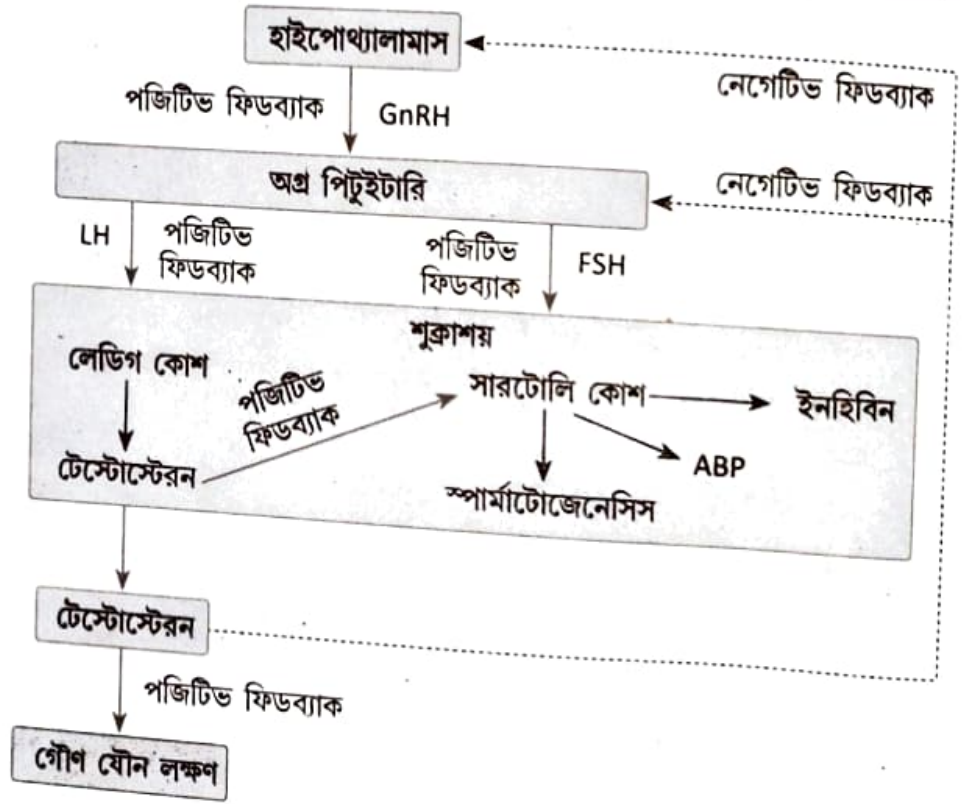 হাইপোথ্যালামাস
নেগেটিভ ফিডব্যাক
পজিটিভ ফিডব্যাক
GnRH
অগ্র পিটুইটারি
নেগেটিভ ফিডব্যাক
LH
পজিটিভ
ফিডব্যাক
পজিটিভ
ফিডব্যাক
FSH
শুক্রাশয়
লেডিগ কোশ
পজিটিভ
ফিডব্যাক
সারটোলি কোশ
ইনহিবিন
টেস্টোস্টেরন
ABP
স্পার্মাটোজেনেসিস
টেস্টোস্টেরন
পজিটিভ ফিডব্যাক
গৌণ যৌন লক্ষণ